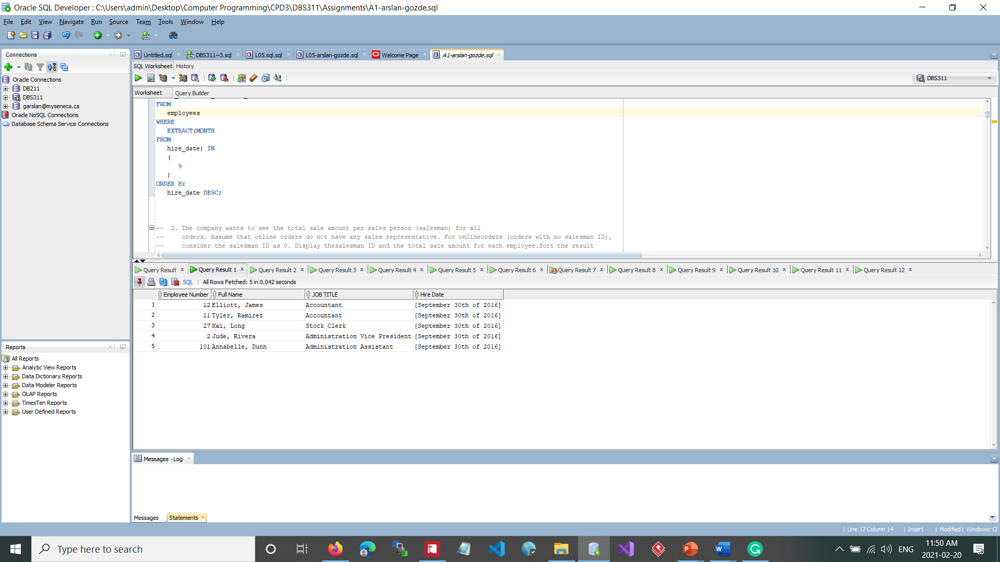 Oracle SQL Developer : C:\Users\admin\Desktop\Computer Programming\CPD3\DBS311\Assignments\A1-arslan-gozde.sql
File Edit View Navigate Run Source Team Tools Window Help
Connections
Untitled.sql DBS311~3.sql L05.sql.sql L05-arslan-gozde.sql Welcome Page A1-arslan-gozde.sql
SQL Worksheet History
Oracle Connections
DB211
DBS311
garslan@myseneca.ca
Oracle NoSQL Connections
Database Schema Service Connections
DBS311
Worksheet Query Builder
FROM
employees
WHERE
EXTRACT(MONTH
FROM
hire_date) IN
(
9
)
ORDER BY
hire_date DESC;
-- 2. The company wants to see the total sale amount per sales person (salesman) for all
-- orders. Assume that online orders do not have any sales representative. For onlineorders (orders with no salesman ID),
-- consider the salesman ID as 0. Display thesalesman ID and the total sale amount for each employee.Sort the result
Query Result Query Result 1 Query Result 2 Query Result 3 Query Result 4 Query Result 5 Query Result 6 Query Result 7 Query Result 8 Query Result 9 Query Result 10 Query Result 11 Query Result 12
SQL | All Rows Fetched: 5 in 0.042 seconds
Employee Number Full Name JOB TITLE Hire Date
1 12 Elliott, James Accountant [September 30th of 2016]
2 11 Tyler, Ramirez Accountant [September 30th of 2016]
3 27 Kai, Long Stock Clerk [September 30th of 2016]
4 2 Jude, Rivera Administration Vice President [September 30th of 2016]
5 101 Annabelle, Dunn Administration Assistant [September 30th of 2016]
Reports
All Reports
Analytic View Reports
Data Dictionary Reports
Data Modeler Reports
OLAP Reports
TimesTen Reports
User Defined Reports
Messages - Log
Messages Statements
| Line 17 Column 14 | Insert | Modified | Windows: CF
Type here to search
ENG
11:50 AM
2021-02-20